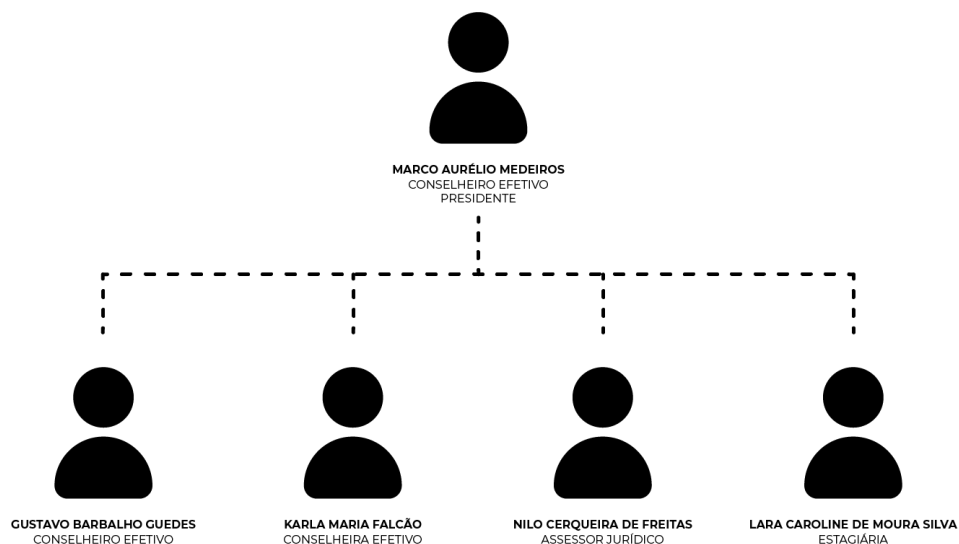 MARCO AURÉLIO MEDEIROS
CONSELHEIRO EFETIVO
PRESIDENTE
GUSTAVO BARBALHO GUEDES
CONSELHEIRO EFETIVO
KARLA MARIA FALCÃO
CONSELHEIRA EFETIVO
NILO CERQUEIRA DE FREITAS
ASSESSOR JURÍDICO
LARA CAROLINE DE MOURA SILVA
ESTAGIÁRIA